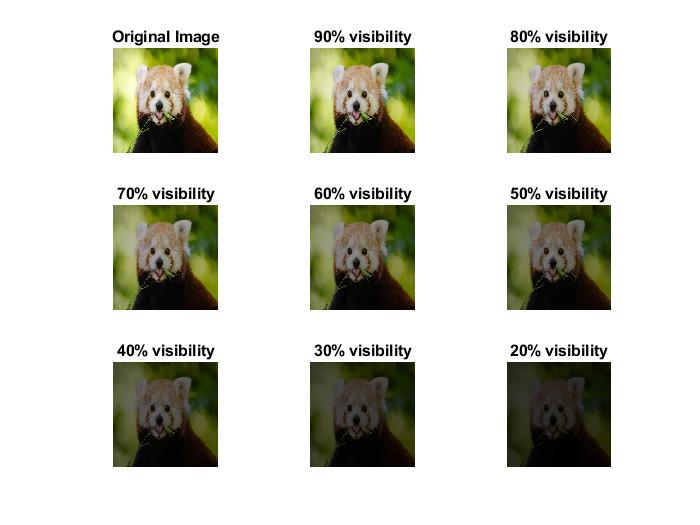 Original Image
90% visibility
80% visibility
70% visibility
60% visibility
50% visibility
40% visibility
30% visibility
20% visibility